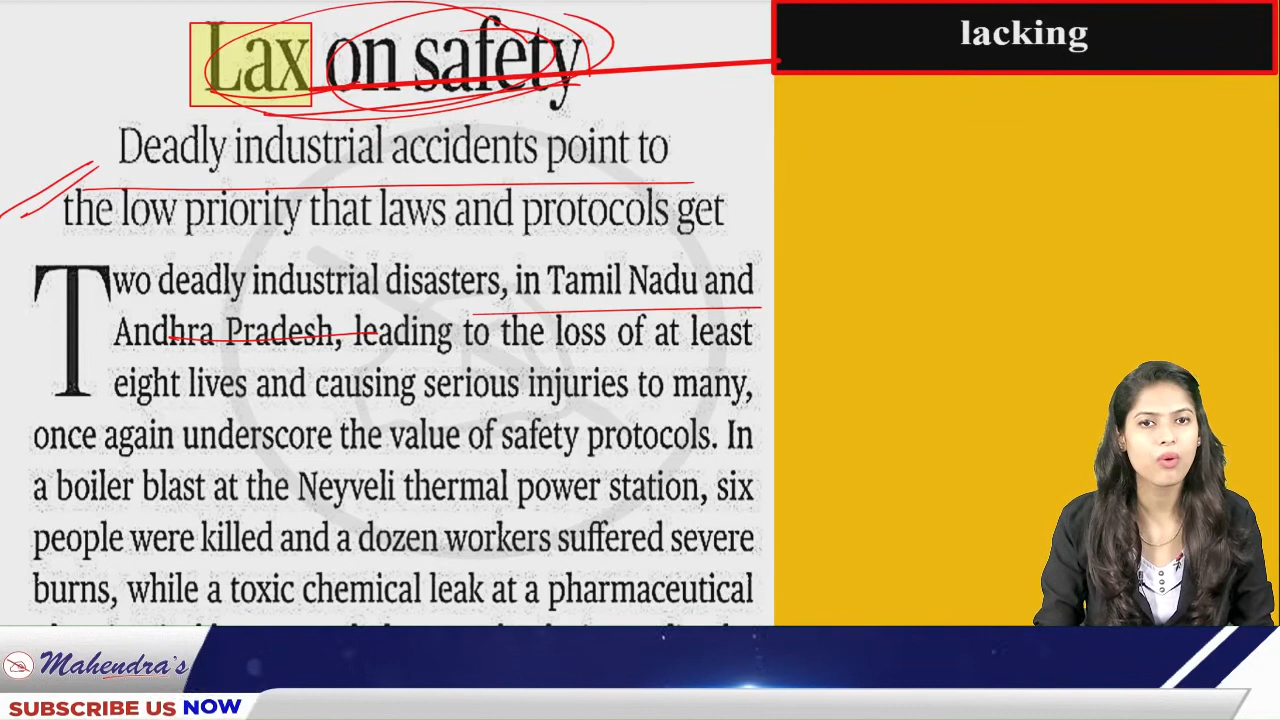 Lax on safety
lacking
Deadly industrial accidents point to
the low priority that laws and protocols get
Two deadly industrial disasters, in Tamil Nadu and
Andhra Pradesh, leading to the loss of at least
eight lives and causing serious injuries to many,
once again underscore the value of safety protocols. In
a boiler blast at the Neyveli thermal power station, six
people were killed and a dozen workers suffered severe
burns, while a toxic chemical leak at a pharmaceutical
Mahendra's
SUBSCRIBE US NOW